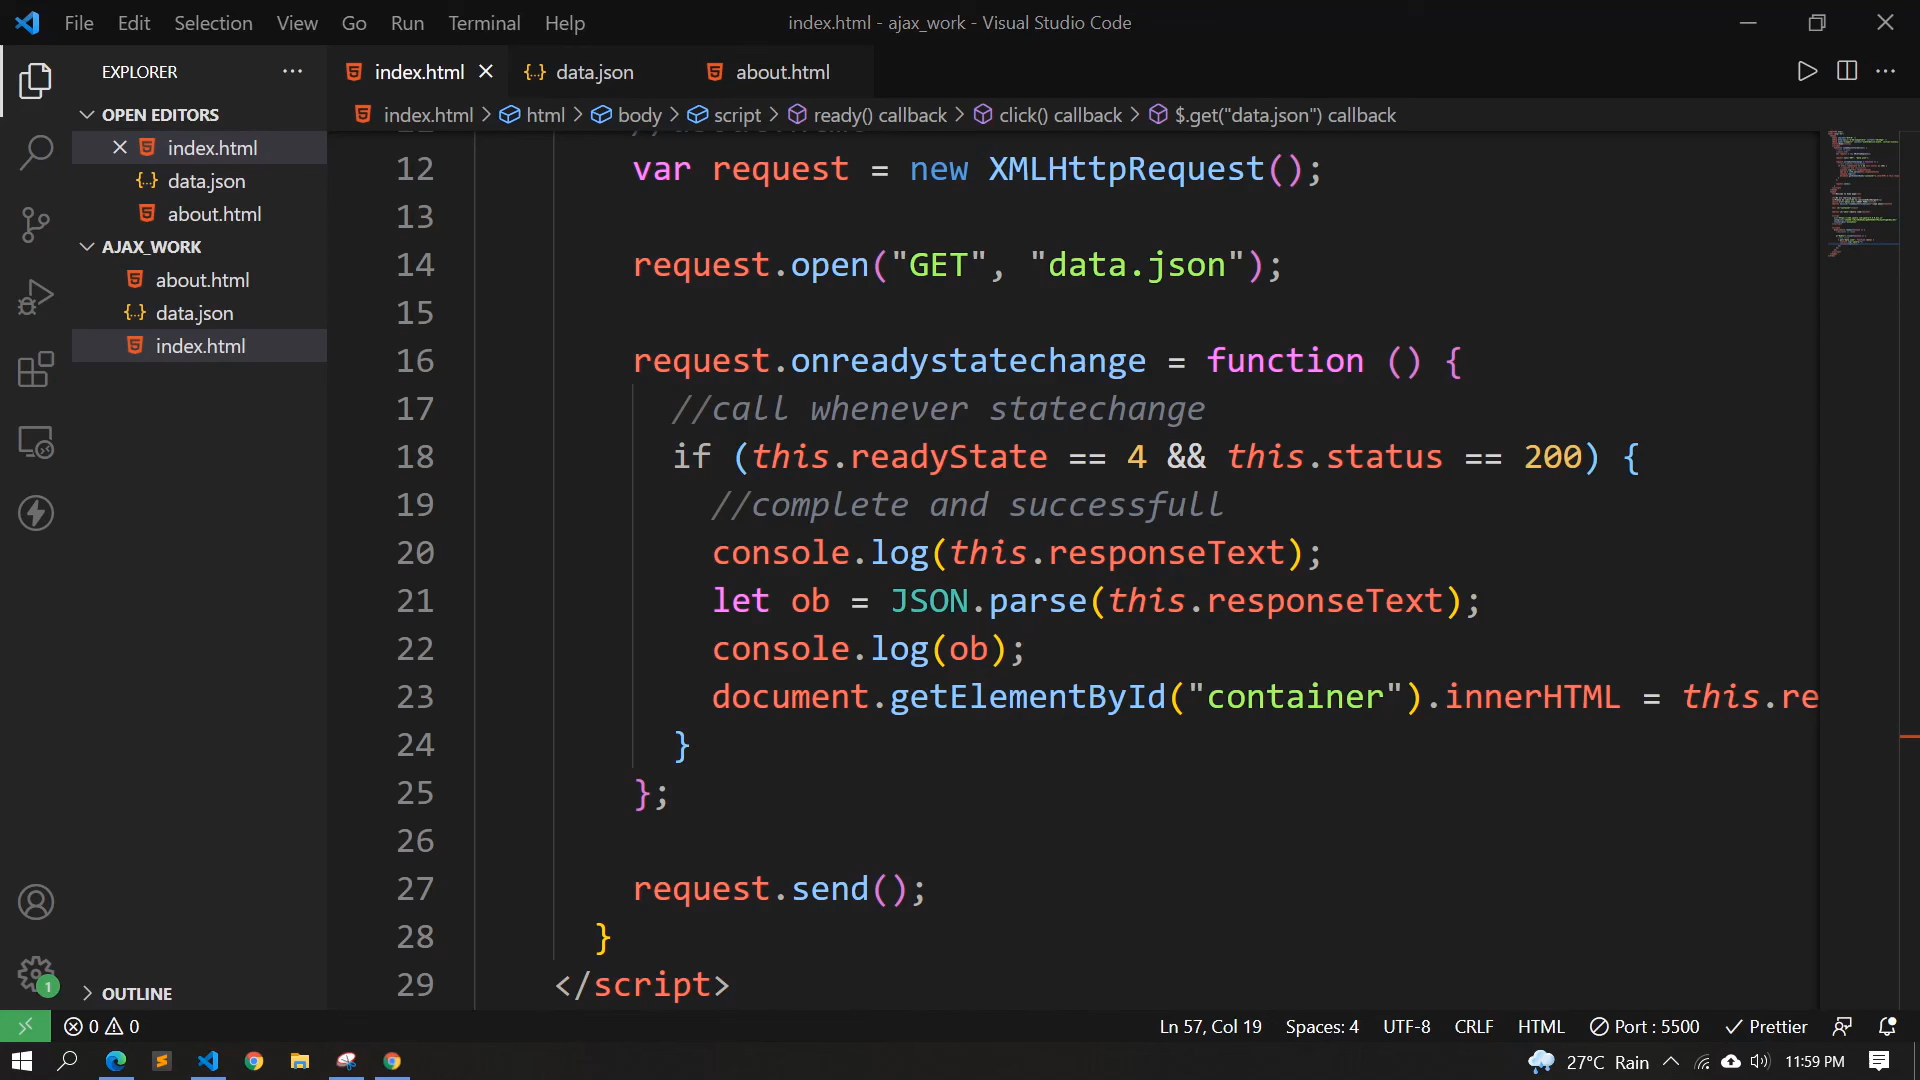 File Edit Selection View Go Run Terminal Help
index.html - ajax_work - Visual Studio Code
EXPLORER
OPEN EDITORS
index.html
data.json
about.html
AJAX_WORK
about.html
data.json
index.html
OUTLINE
index.html data.json about.html
index.html > html > body > script > ready() callback > click() callback > $.get("data.json") callback
12 var request = new XMLHttpRequest();
13
14 request.open("GET", "data.json");
15
16 request.onreadystatechange = function () {
17 //call whenever statechange
18 if (this.readyState == 4 && this.status == 200) {
19 //complete and successfull
20 console.log(this.responseText);
21 let ob = JSON.parse(this.responseText);
22 console.log(ob);
23 document.getElementById("container").innerHTML = this.re
24 }
25 };
26
27 request.send();
28 }
29 </script>
1
0 0 Ln 57, Col 19 Spaces: 4 UTF-8 CRLF HTML Port : 5500 Prettier
27°C Rain 11:59 PM